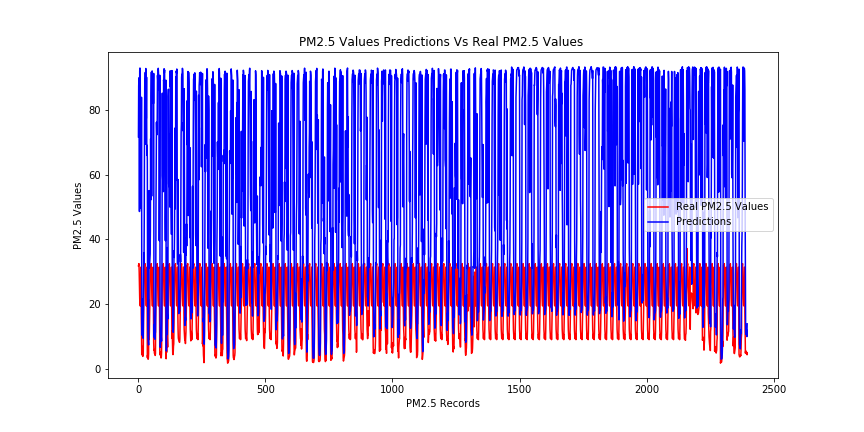 PM2.5 Values Predictions Vs Real PM2.5 Values
PM2.5 Values
80
60
40
20
0
Real PM2.5 Values
Predictions
0
500
1000
1500
2000
2500
PM2.5 Records